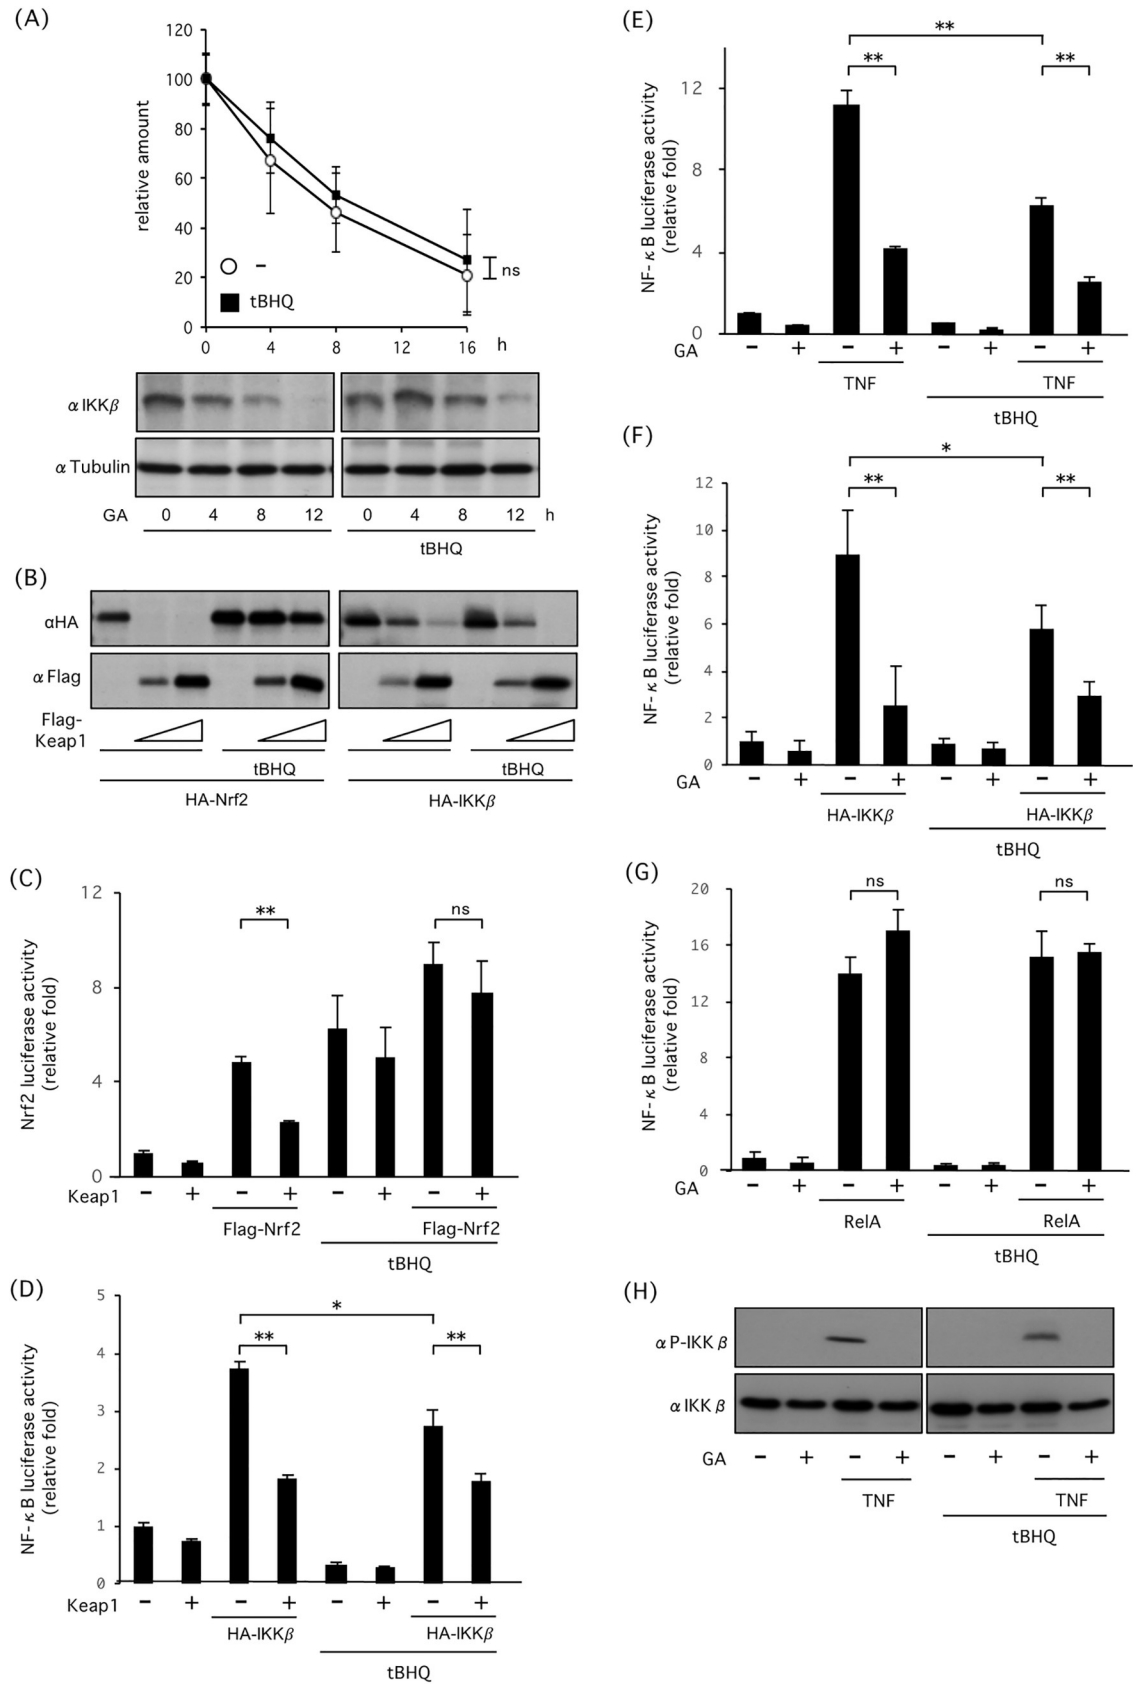 (A)
120
100
80
60
40
20
0
relative amount
–
tBHQ
ns
0 4 8 12 16 h
α IKKβ
α Tubulin
GA 0 4 8 12 0 4 8 12 h
tBHQ
(B)
αHA
α Flag
Flag-
Keap1
tBHQ tBHQ
HA-Nrf2 HA-IKKβ
(C)
12
8
4
0
Nrf2 luciferase activity
(relative fold)
** ns
Keap1 – + – + – + – +
Flag-Nrf2 Flag-Nrf2
tBHQ
(D)
5
4
3
2
1
0
NF-κB luciferase activity
(relative fold)
*
** **
Keap1 – + – + – + – +
HA-IKKβ HA-IKKβ
tBHQ
(E)
12
8
4
0
NF-κB luciferase activity
(relative fold)
**
** **
GA – + – + – + – +
TNF TNF
tBHQ
(F)
12
10
8
6
4
2
0
NF-κB luciferase activity
(relative fold)
*
** **
GA – + – + – + – +
HA-IKKβ HA-IKKβ
tBHQ
(G)
20
16
12
8
4
0
NF-κB luciferase activity
(relative fold)
ns ns
GA – + – + – + – +
RelA RelA
tBHQ
(H)
α P-IKK β
α IKK β
GA – + – + – + – +
TNF TNF
tBHQ